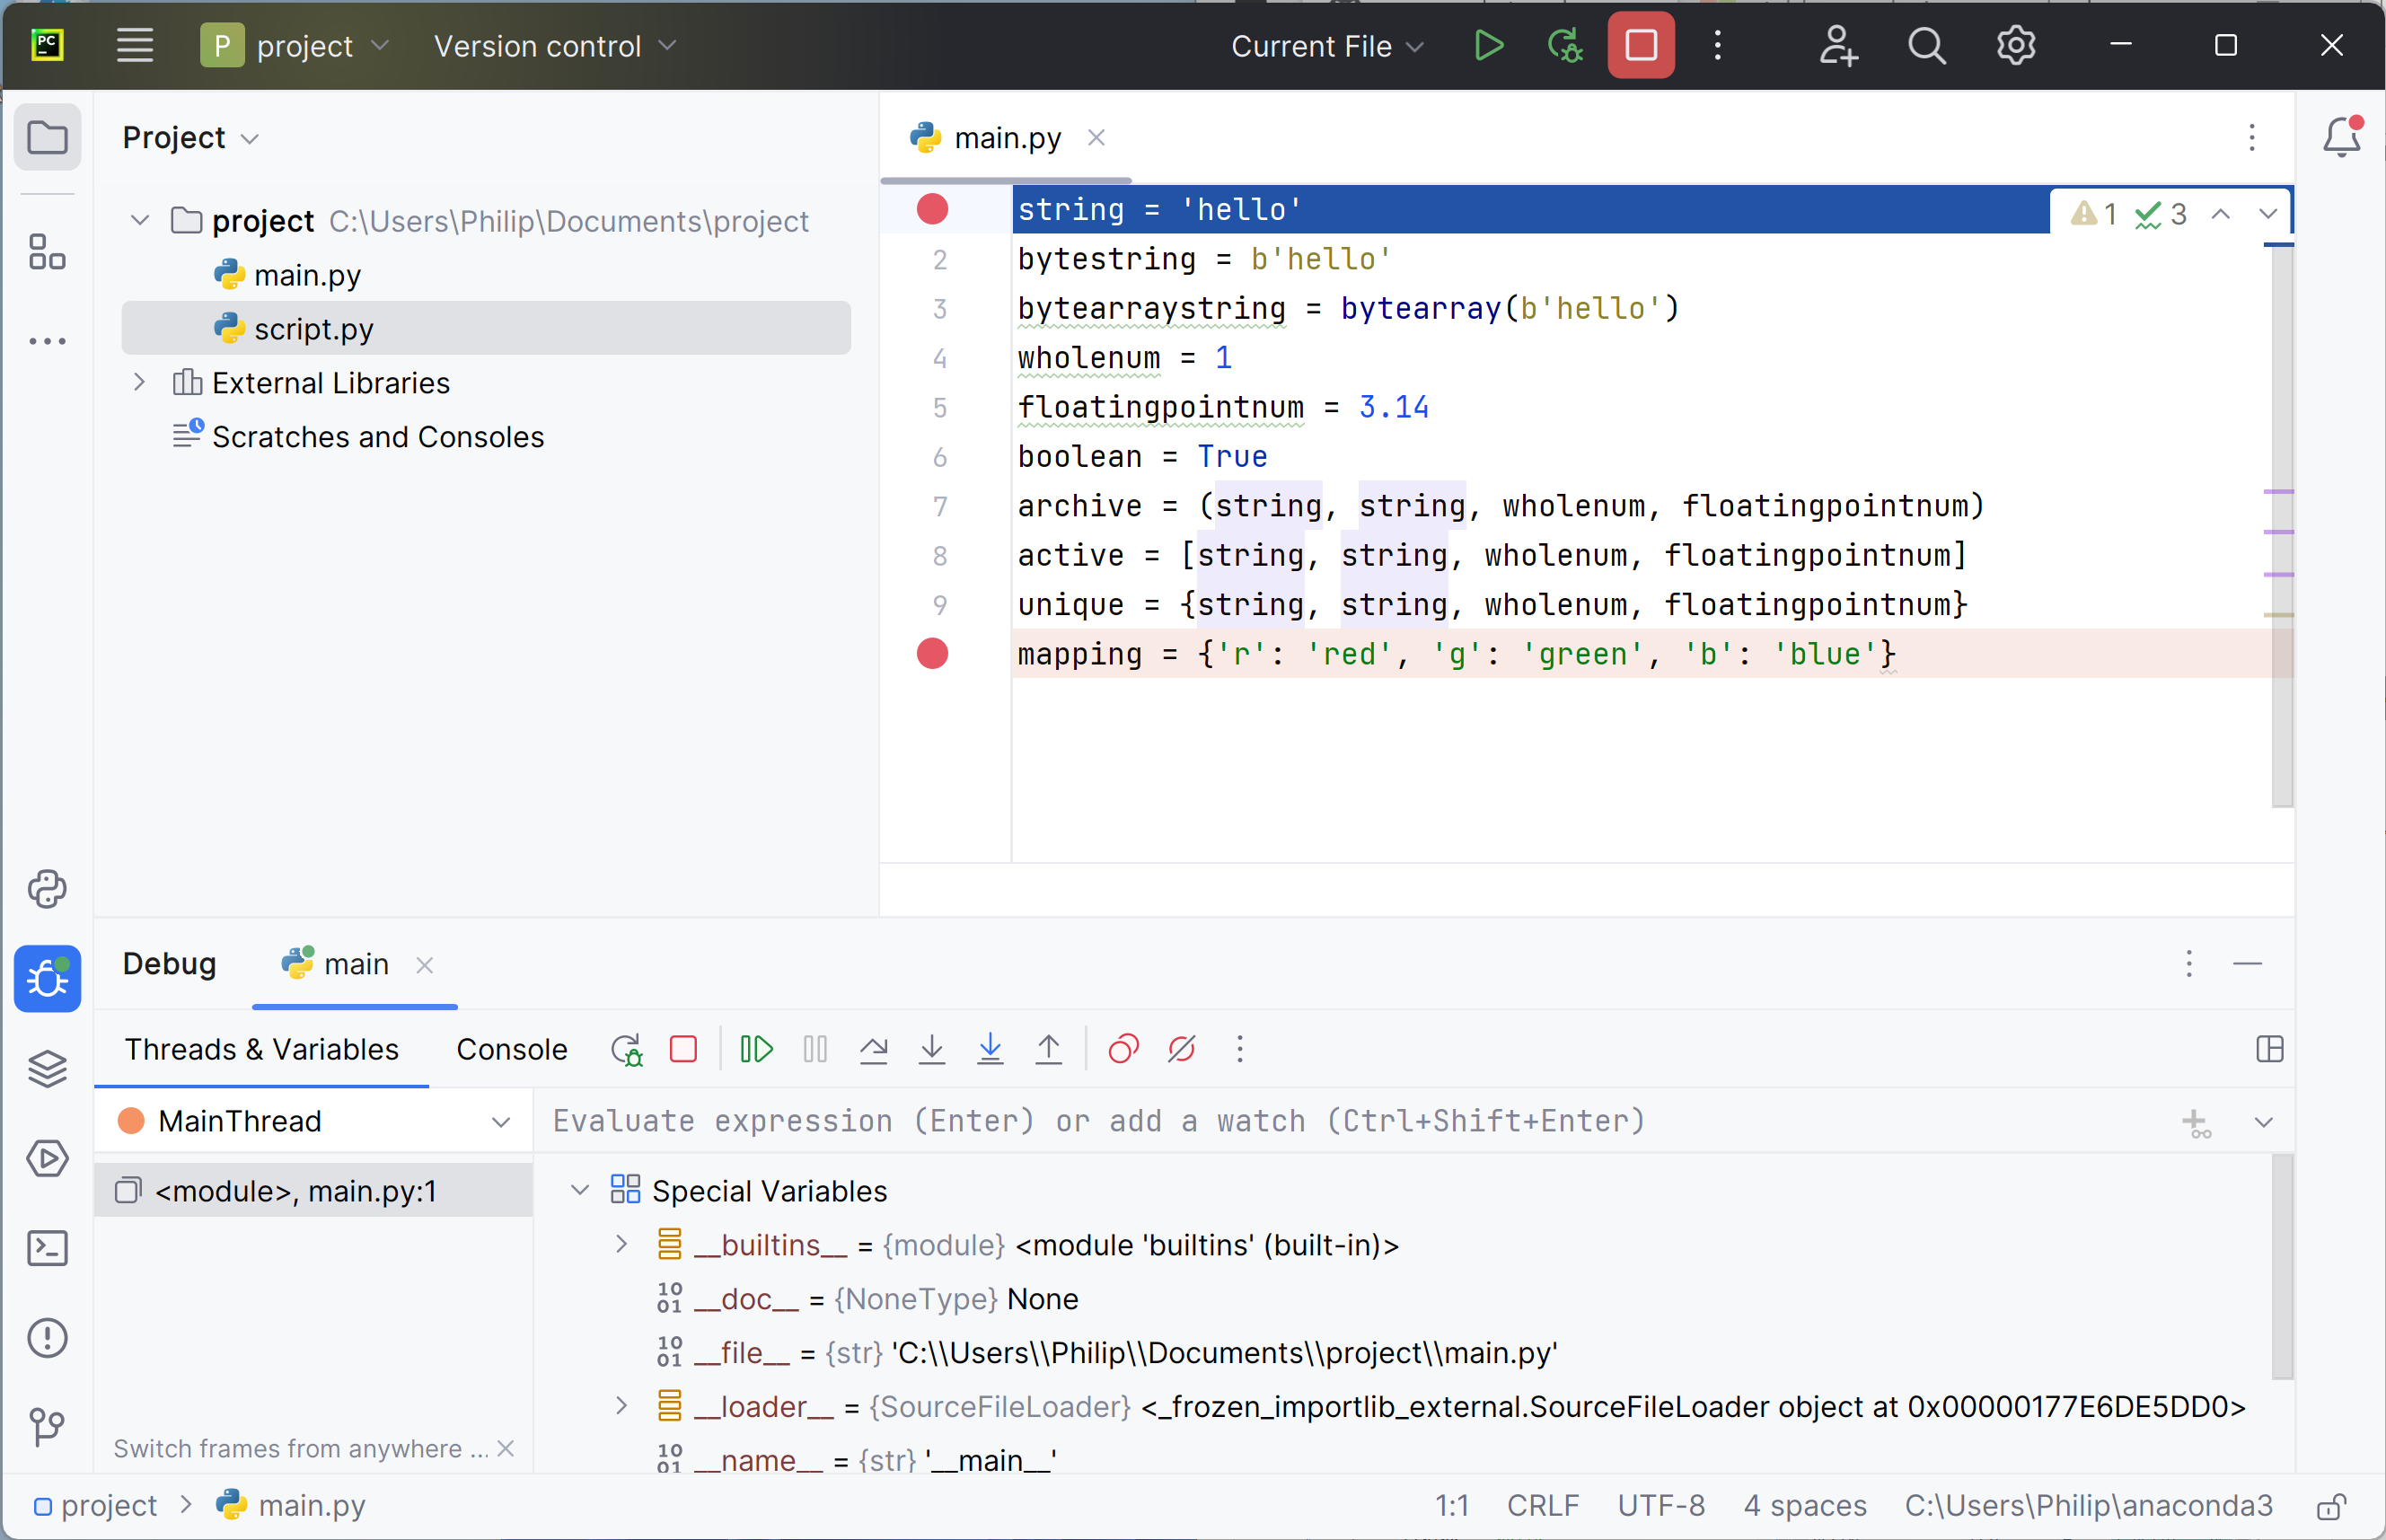 PC
P project Version control Current File
Project
main.py
project C:\Users\Philip\Documents\project
main.py
script.py
External Libraries
Scratches and Consoles
string = 'hello'
1 3
2 bytestring = b'hello'
3 bytearraystring = bytearray(b'hello')
4 wholenum = 1
5 floatingpointnum = 3.14
6 boolean = True
7 archive = (string, string, wholenum, floatingpointnum)
8 active = [string, string, wholenum, floatingpointnum]
9 unique = {string, string, wholenum, floatingpointnum}
mapping = {'r': 'red', 'g': 'green', 'b': 'blue'}
Debug main
Threads & Variables Console
MainThread
Evaluate expression (Enter) or add a watch (Ctrl+Shift+Enter)
<module>, main.py:1
Special Variables
__builtins__ = {module} <module 'builtins' (built-in)>
__doc__ = {NoneType} None
__file__ = {str} 'C:\\Users\\Philip\\Documents\\project\\main.py'
__loader__ = {SourceFileLoader} <_frozen_importlib_external.SourceFileLoader object at 0x00000177E6DE5DD0>
__name__ = {str} '__main__'
Switch frames from anywhere ...
project main.py
1:1 CRLF UTF-8 4 spaces C:\Users\Philip\anaconda3